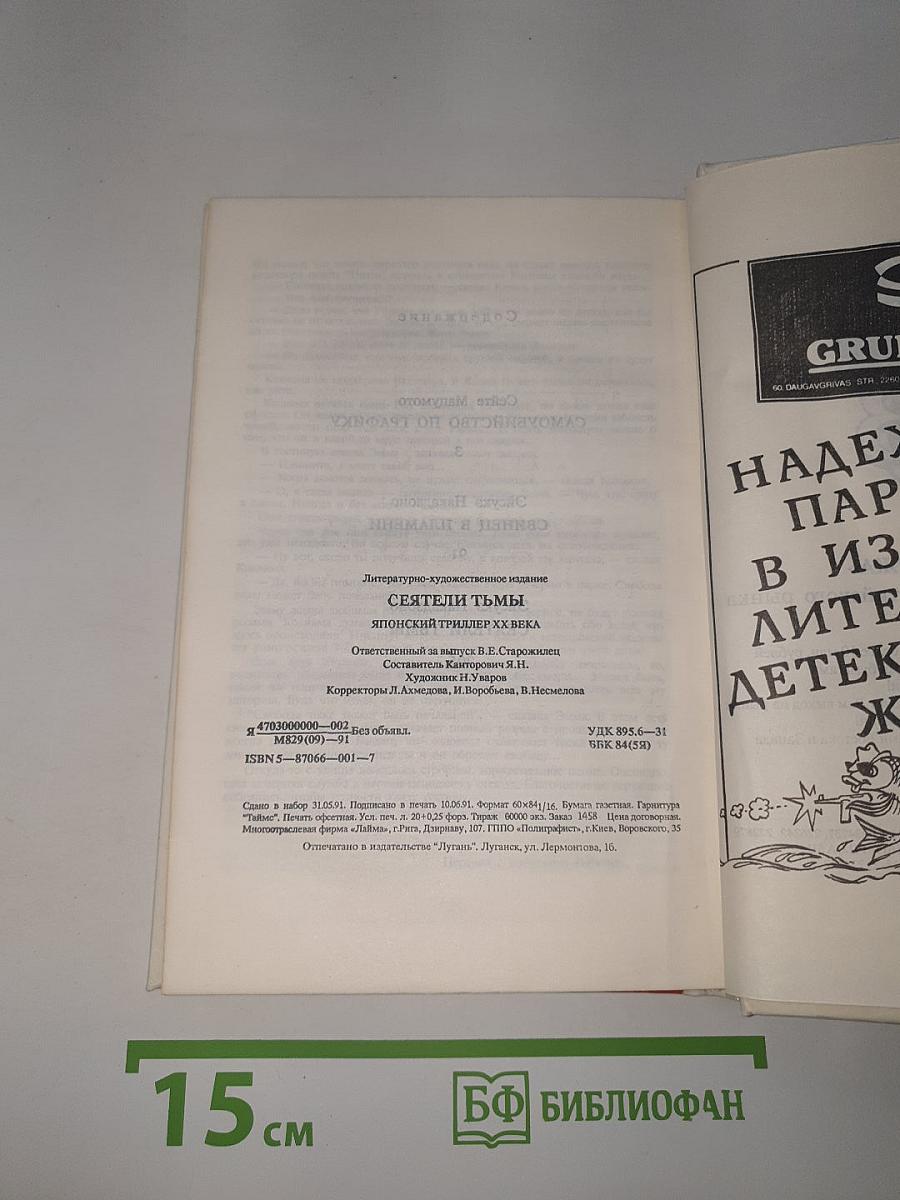 Литературно-художественное издание
СЕЯТЕЛИ ТЬМЫ
ЯПОНСКИЙ ТРИЛЛЕР XX ВЕКА
Ответственный за выпуск В.Е.Старожилец
Составитель Канторович Я.Н.
Художник Н.Уваров
Корректоры Л.Ахмедова, И.Воробьева, В.Несмелова
Я 4703000000—002 Без объявл.
М829(09)—91
УДК 895.6—31
ББК 84(5Я)
ISBN 5—87066—001—7
Сдано в набор 31.05.91. Подписано в печать 10.06.91. Формат 60×84 1/16. Бумага газетная. Гарнитура
"Таймс". Печать офсетная. Усл. печ. л. 20+0,25 форз. Тираж 60000 экз. Заказ 1458 Цена договорная.
Многоотраслевая фирма «Лайма», г.Рига, Дзирнаву, 107. ГППО «Полиграфист», г.Киев, Воровского, 35
Отпечатано в издательстве "Лугань". Луганск, ул. Лермонтова, 1б.
GRU
60. DAUGAVGRIVAS STR., 2260
НАДЕЖ
ПАР
В ИЗ
ЛИТЕ
ДЕТЕК
Ж
15 см
БФ БИБЛИОФАН